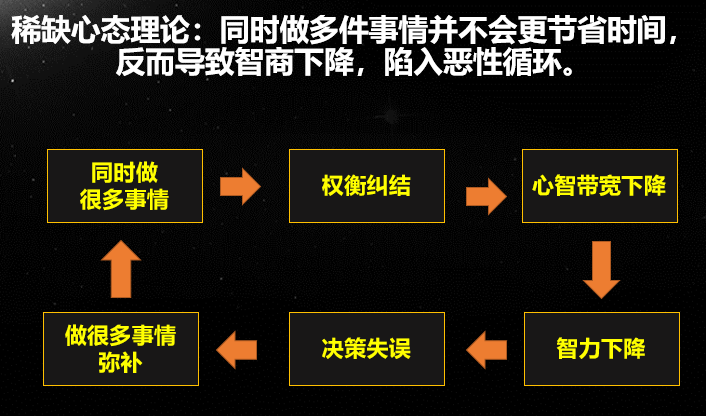 稀缺心态理论：同时做多件事情并不会更节省时间，
反而导致智商下降，陷入恶性循环。
同时做
很多事情
权衡纠结
心智带宽下降
智力下降
决策失误
做很多事情
弥补